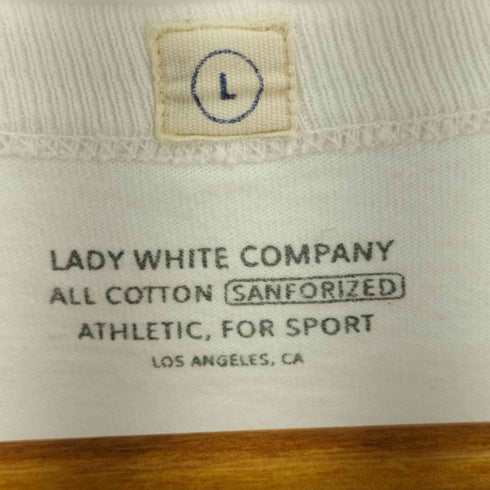 L
LADY WHITE COMPANY
ALL COTTON SANFORIZED
ATHLETIC, FOR SPORT
LOS ANGELES, CA